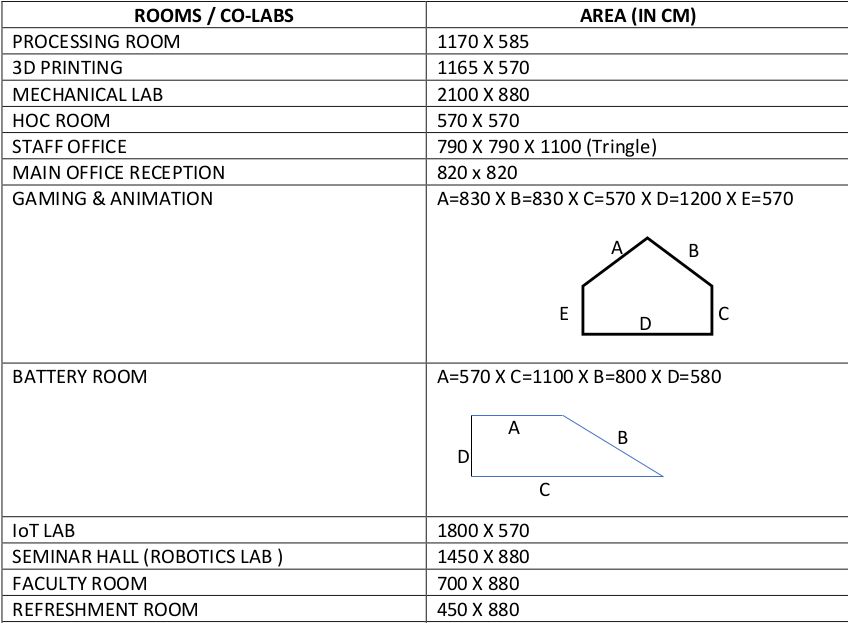 ROOMS / CO-LABS AREA (IN CM)
PROCESSING ROOM 1170 X 585
3D PRINTING 1165 X 570
MECHANICAL LAB 2100 X 880
HOC ROOM 570 X 570
STAFF OFFICE 790 X 790 X 1100 (Tringle)
MAIN OFFICE RECEPTION 820 x 820
GAMING & ANIMATION A=830 X B=830 X C=570 X D=1200 X E=570
A B
E C
D
BATTERY ROOM A=570 X C=1100 X B=800 X D=580
A
B
D
C
IoT LAB 1800 X 570
SEMINAR HALL (ROBOTICS LAB ) 1450 X 880
FACULTY ROOM 700 X 880
REFRESHMENT ROOM 450 X 880